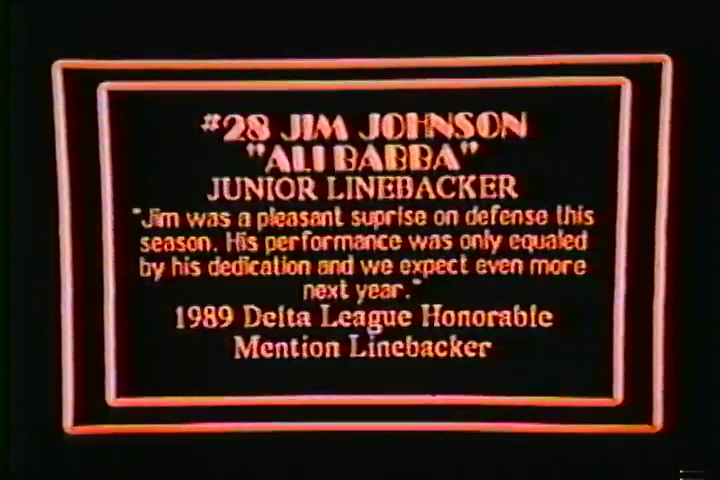 #28 JIM JOHNSON
"ALI BABBA"
JUNIOR LINEBACKER
"Jim was a pleasant suprise on defense this
season. His performance was only equaled
by his dedication and we expect even more
next year."
1989 Delta League Honorable
Mention Linebacker